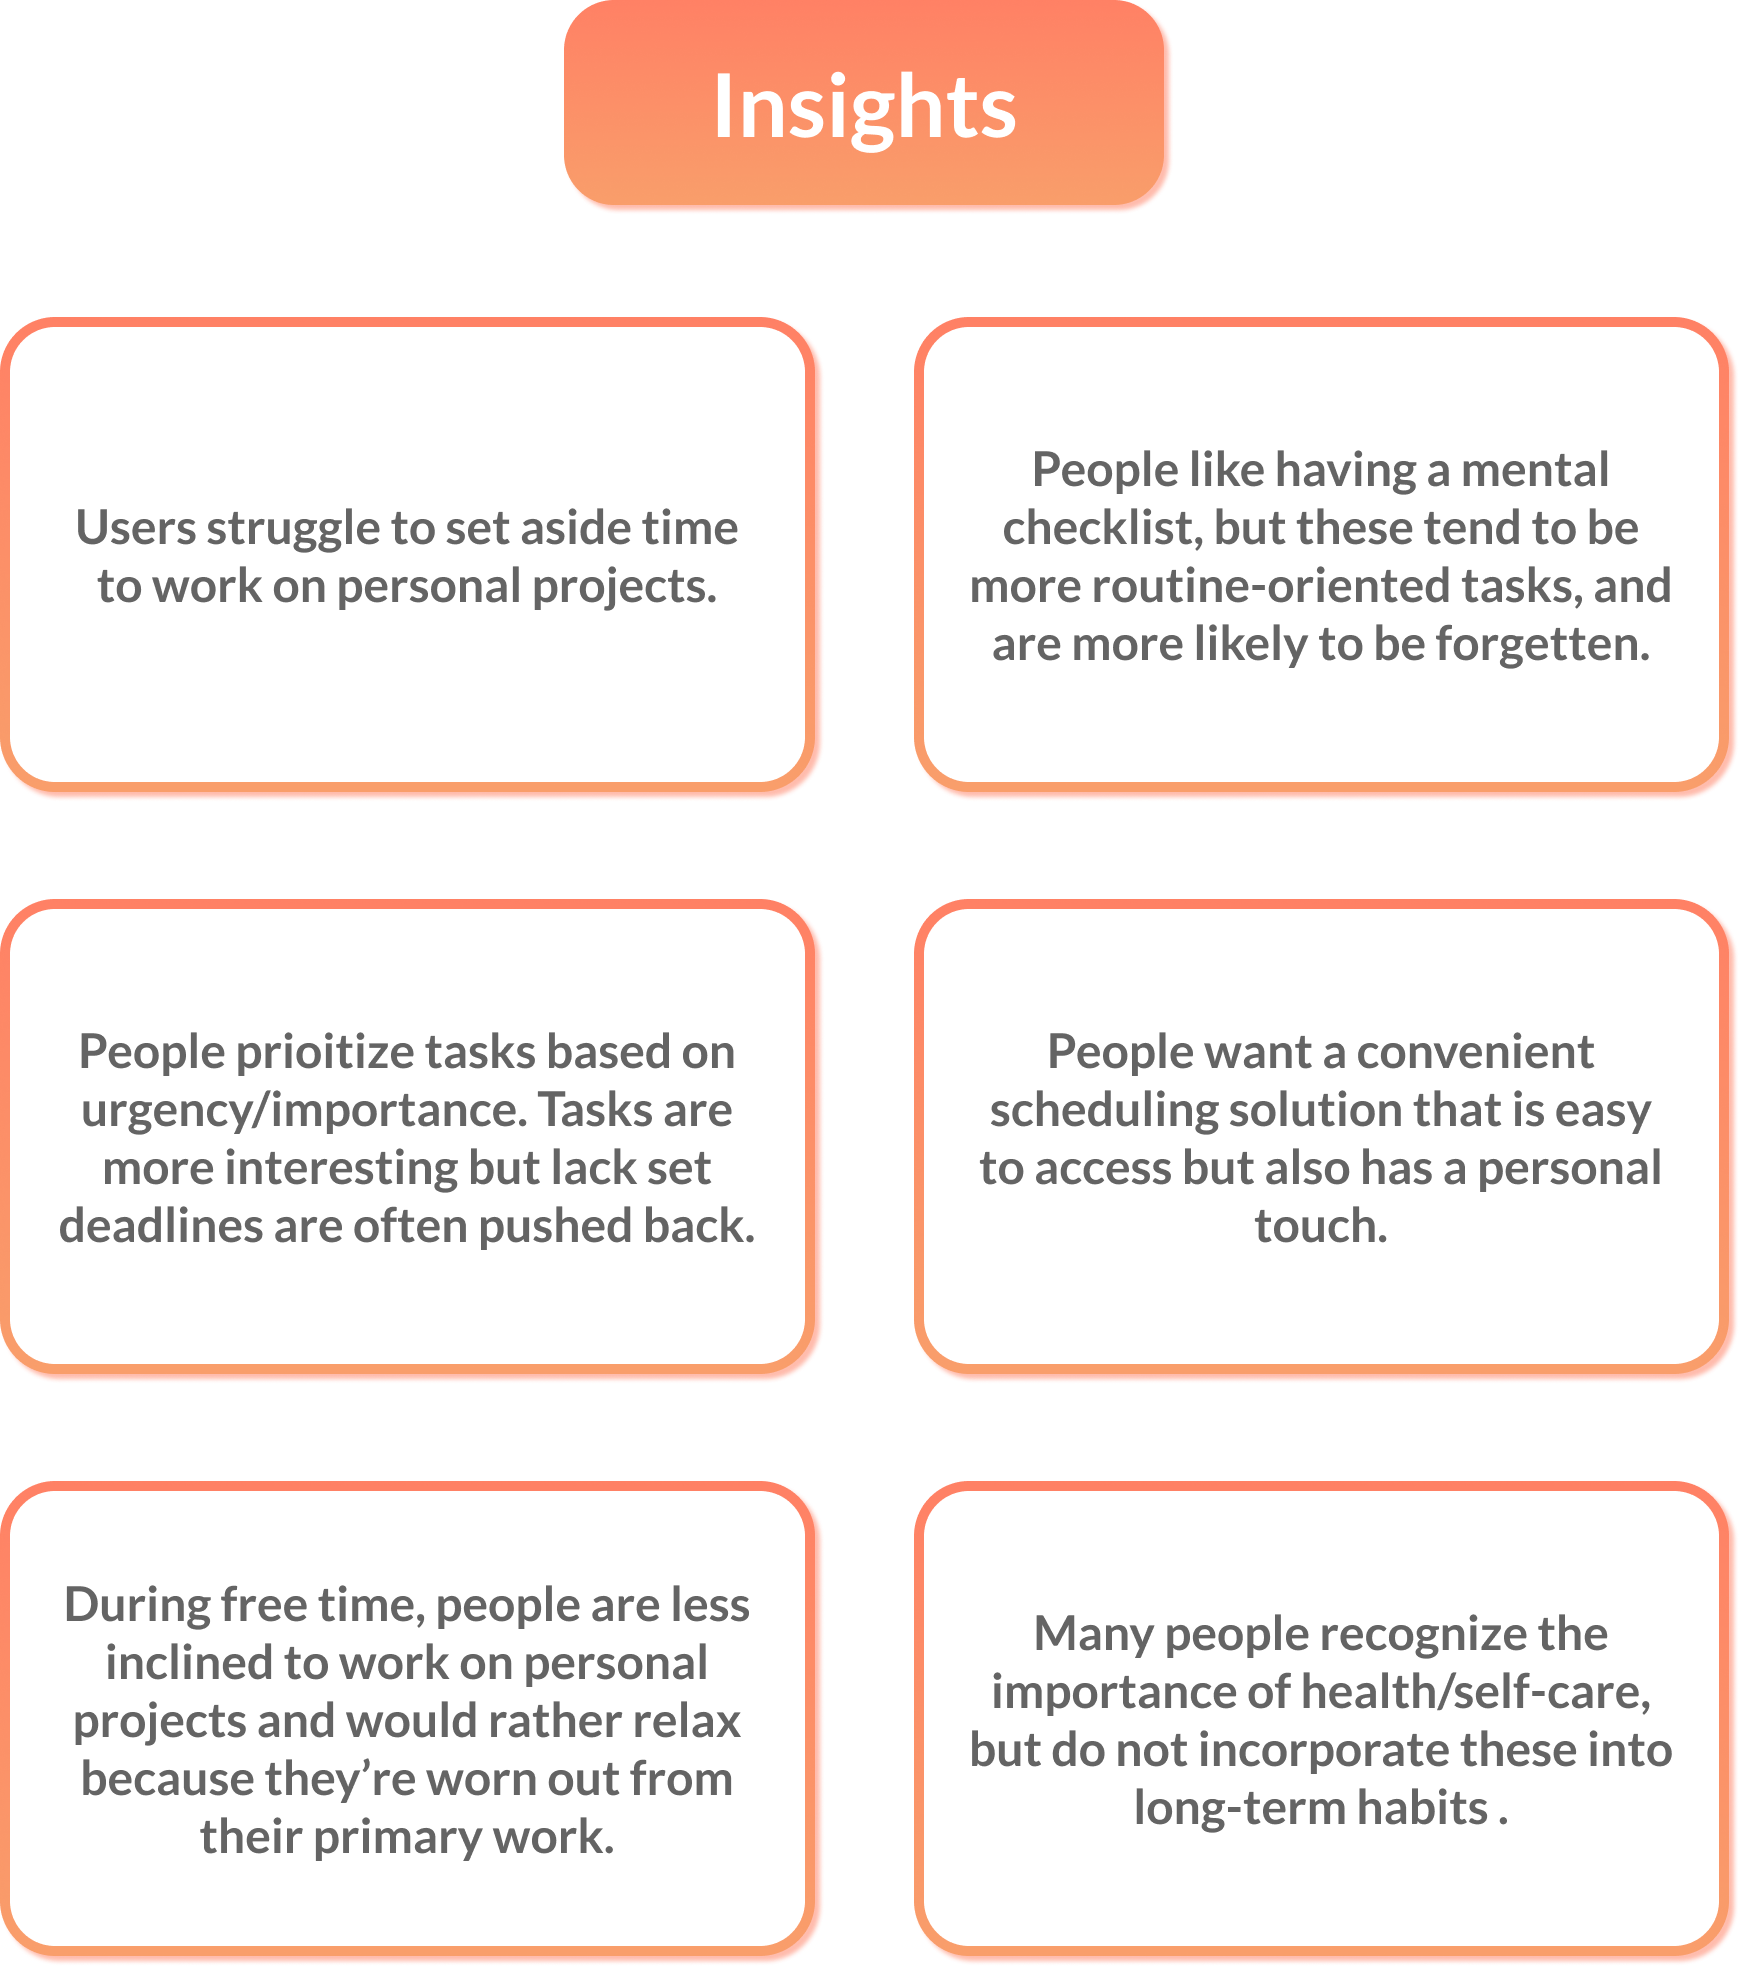 Insights
Users struggle to set aside time
to work on personal projects.
People like having a mental
checklist, but these tend to be
more routine-oriented tasks, and
are more likely to be forgetten.
People prioitize tasks based on
urgency/importance. Tasks are
more interesting but lack set
deadlines are often pushed back.
People want a convenient
scheduling solution that is easy
to access but also has a personal
touch.
During free time, people are less
inclined to work on personal
projects and would rather relax
because they’re worn out from
their primary work.
Many people recognize the
importance of health/self-care,
but do not incorporate these into
long-term habits .